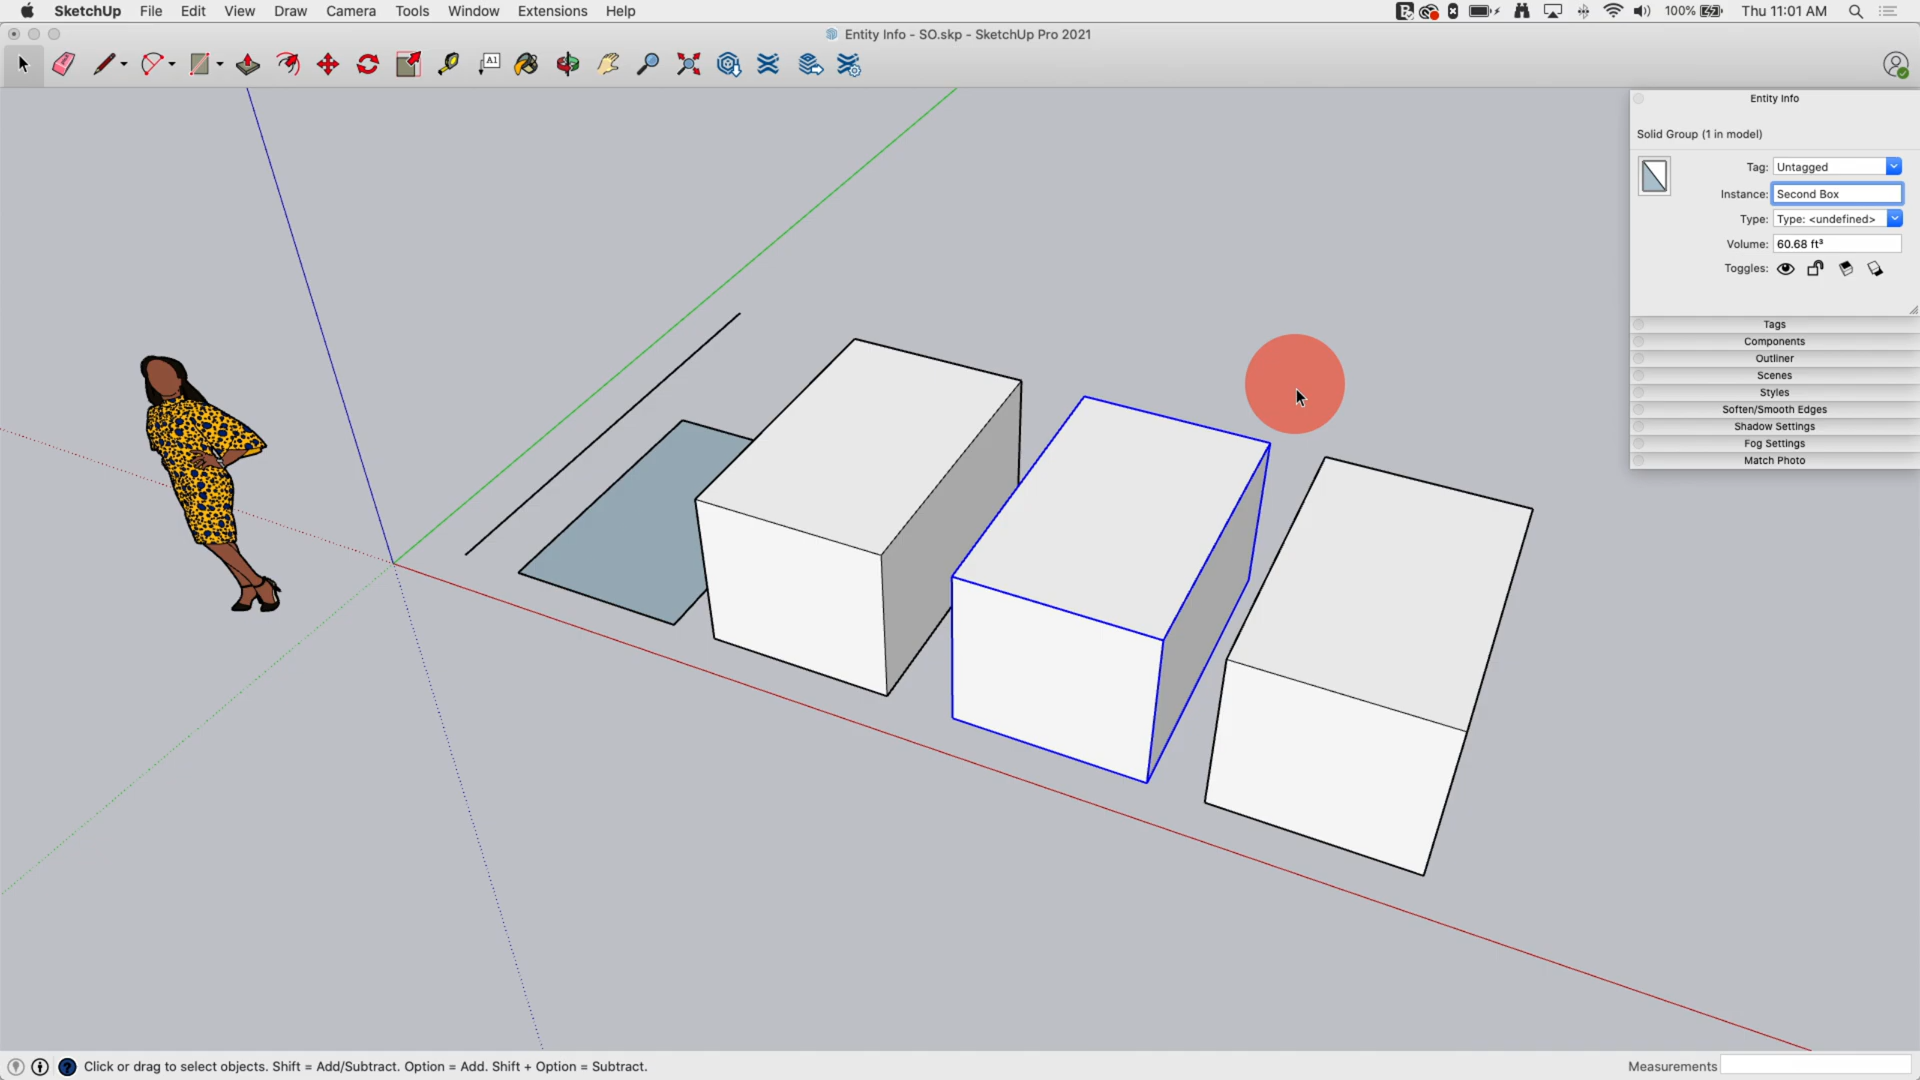 SketchUp File Edit View Draw Camera Tools Window Extensions Help 100% Thu 11:01 AM
Entity Info - SO.skp - SketchUp Pro 2021
A1
Entity Info
Solid Group (1 in model)
Tag: Untagged
Instance: Second Box
Type: Type: <undefined>
Volume: 60.68 ft³
Toggles:
Tags
Components
Outliner
Scenes
Styles
Soften/Smooth Edges
Shadow Settings
Fog Settings
Match Photo
Click or drag to select objects. Shift = Add/Subtract. Option = Add. Shift + Option = Subtract. Measurements